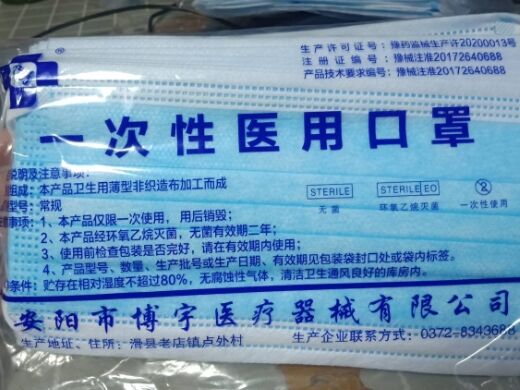 ®
生产许可证号：豫药监械生产许20200013号
注册证编号：豫械注准20172640688
产品技术要求编号：豫械注准20172640688
一次性医用口罩
说明及注意事项：
组成：本产品卫生用薄型非织造布加工而成
型号：常规
意事项：1、本产品仅限一次使用，用后销毁；
2、本产品经环氧乙烷灭菌，无菌有效期二年；
3、使用前检查包装是否完好，请在有效期内使用；
4、产品型号、数量、生产批号或生产日期、有效期见包装袋封口处或袋内标签。
条件：贮存在相对湿度不超过80%，无腐蚀性气体，清洁卫生通风良好的库房内。
STERILE
无菌
STERILE EO
环氧乙烷灭菌
2
一次性使用
安阳市博宇医疗器械有限公司
生产地址、住所：滑县老店镇点外村
生产企业联系方式：0372-8343688